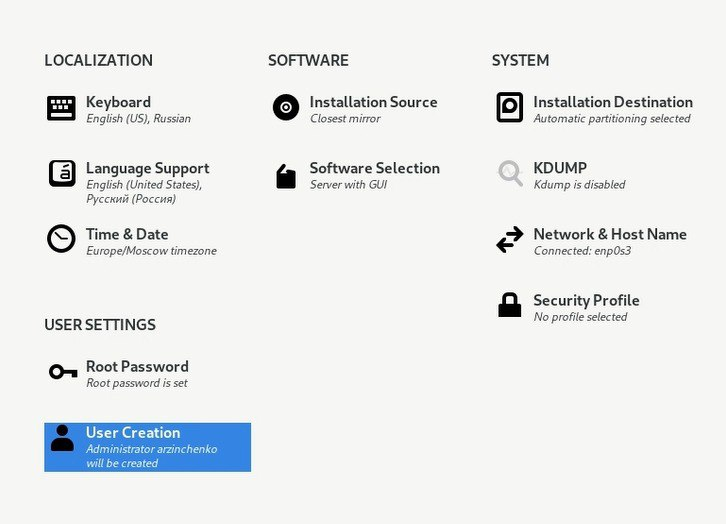 LOCALIZATION
Keyboard
English (US), Russian
Language Support
English (United States),
Русский (Россия)
Time & Date
Europe/Moscow timezone
USER SETTINGS
Root Password
Root password is set
User Creation
Administrator arzinchenko
will be created
SOFTWARE
Installation Source
Closest mirror
Software Selection
Server with GUI
SYSTEM
Installation Destination
Automatic partitioning selected
KDUMP
Kdump is disabled
Network & Host Name
Connected: enp0s3
Security Profile
No profile selected